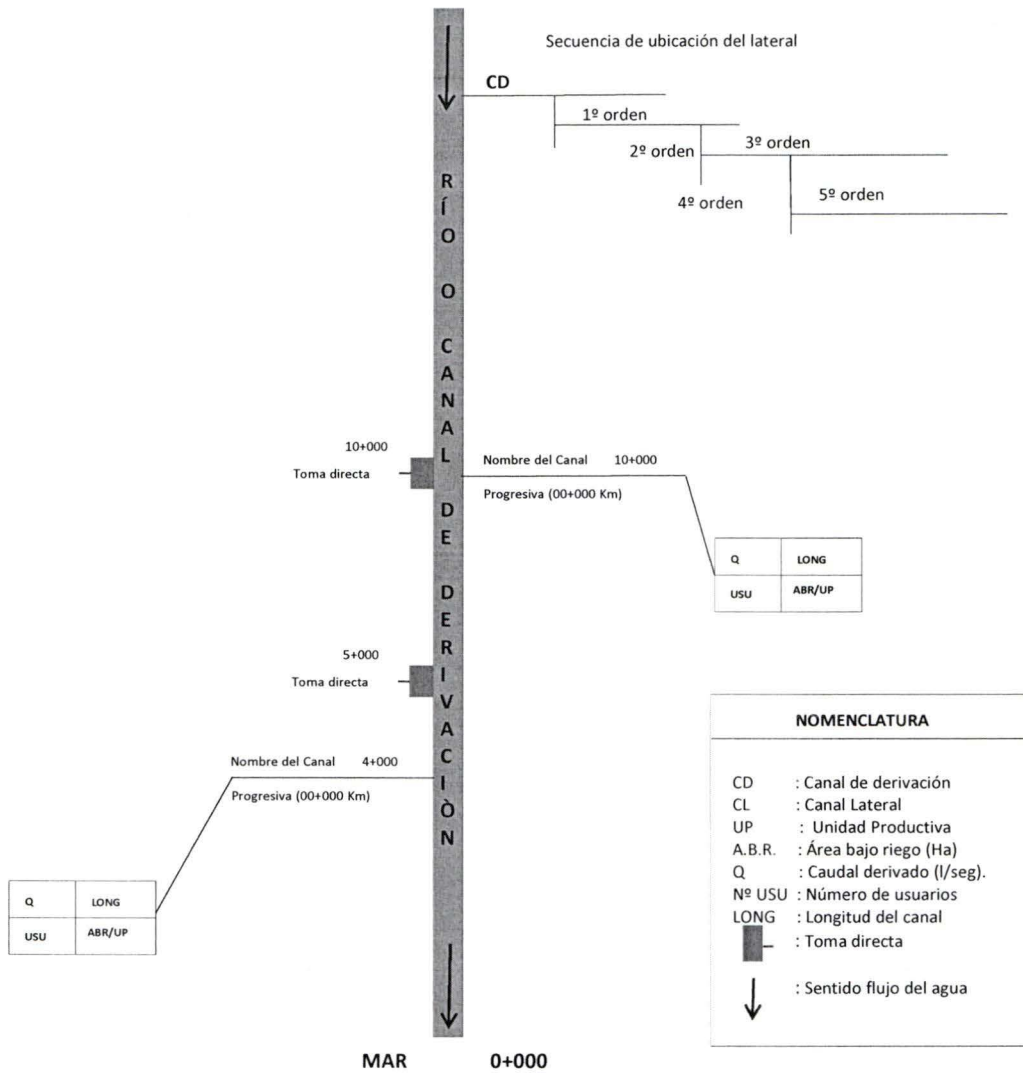 Secuencia de ubicación del lateral
CD
1º orden
2º orden
3º orden
4º orden
5º orden
RÍO O CANAL DE DERIVACIÒN
10+000
Toma directa
Nombre del Canal 10+000
Progresiva (00+000 Km)
Q LONG
USU ABR/UP
5+000
Toma directa
Nombre del Canal 4+000
Progresiva (00+000 Km)
Q LONG
USU ABR/UP
NOMENCLATURA
CD : Canal de derivación
CL : Canal Lateral
UP : Unidad Productiva
A.B.R. : Área bajo riego (Ha)
Q : Caudal derivado (l/seg).
Nº USU : Número de usuarios
LONG : Longitud del canal
: Toma directa
: Sentido flujo del agua
MAR 0+000